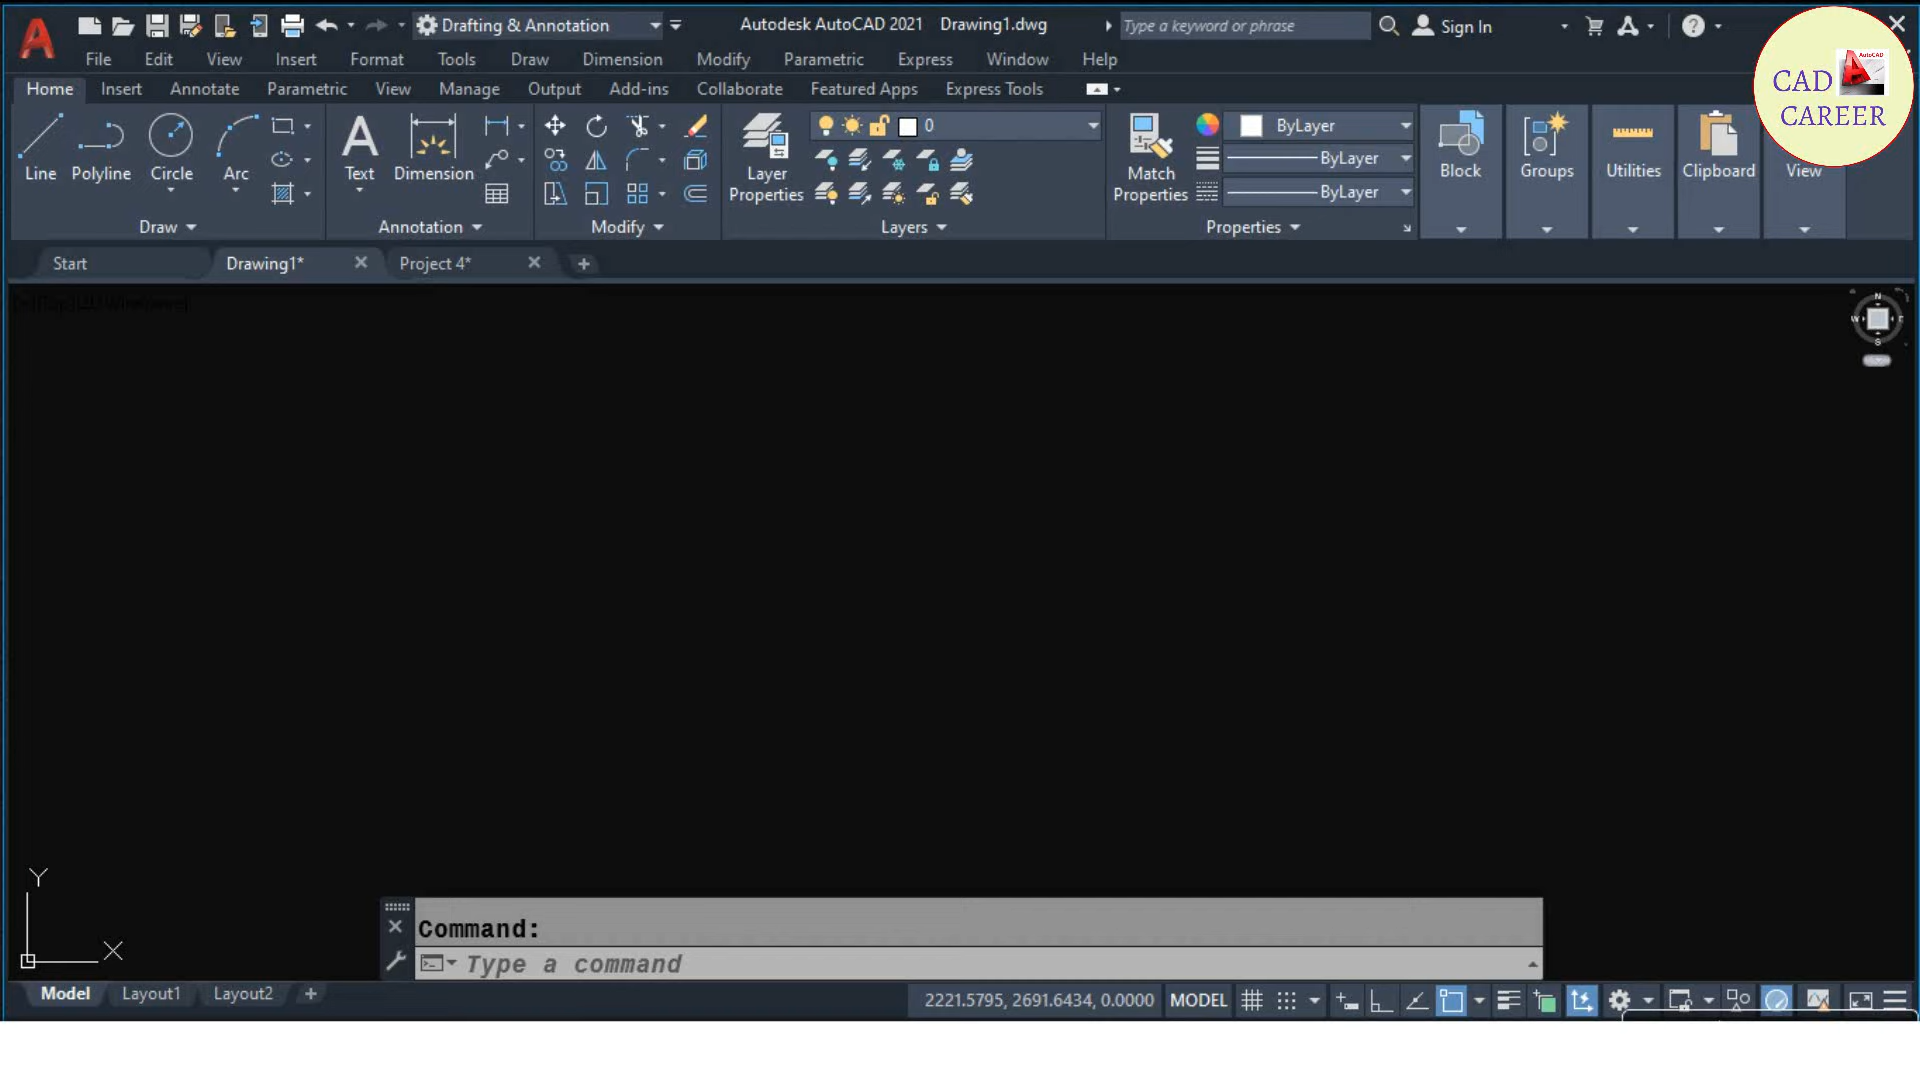 Drafting & Annotation
Autodesk AutoCAD 2021 Drawing1.dwg
Type a keyword or phrase
Sign In
File Edit View Insert Format Tools Draw Dimension Modify Parametric Express Window Help
Home Insert Annotate Parametric View Manage Output Add-ins Collaborate Featured Apps Express Tools
AutoCAD
CAD
CAREER
0
ByLayer
ByLayer
ByLayer
Line Polyline Circle Arc
Text Dimension
Layer
Properties
Match
Properties
Block Groups Utilities Clipboard View
Draw Annotation Modify Layers Properties
Start Drawing1* Project 4*
N
W
E
S
Y
X
Command:
Type a command
Model Layout1 Layout2
2221.5795, 2691.6434, 0.0000 MODEL